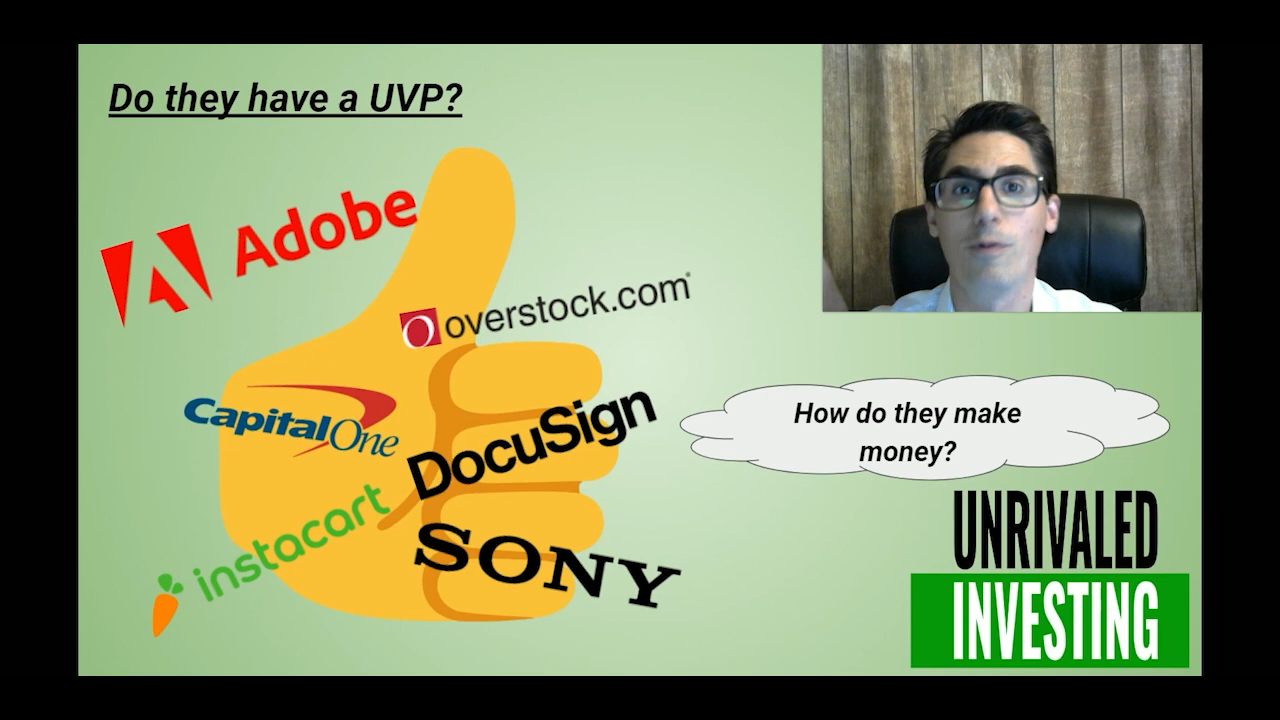 Do they have a UVP?
Adobe
overstock.com
CapitalOne
DocuSign
instacart
SONY
How do they make
money?
UNRIVALED
INVESTING